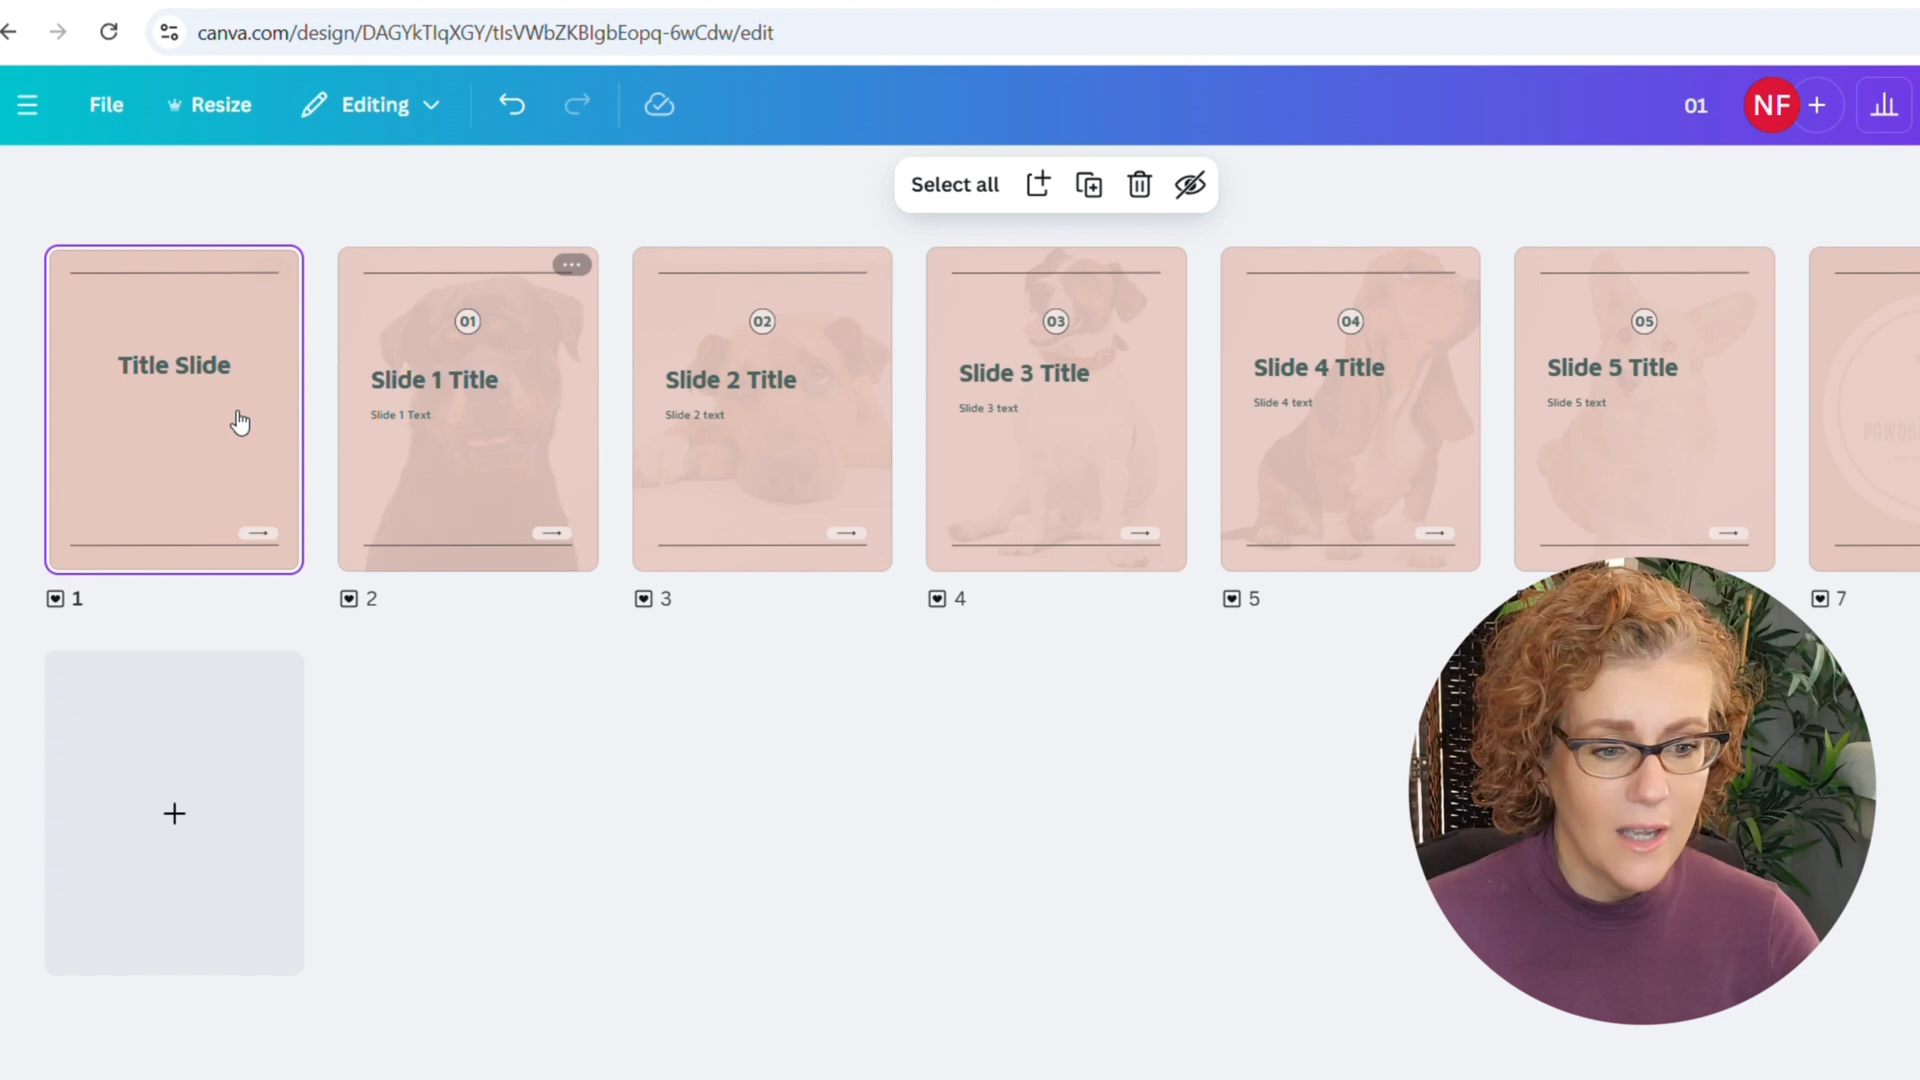 canva.com/design/DAGYkTIqXGY/tIsVWbZKBIgbEopq-6wCdw/edit
File Resize Editing 01 NF
Select all
Title Slide
01
Slide 1 Title
Slide 1 Text
02
Slide 2 Title
Slide 2 text
03
Slide 3 Title
Slide 3 text
04
Slide 4 Title
Slide 4 text
05
Slide 5 Title
Slide 5 text
1 2 3 4 5 7